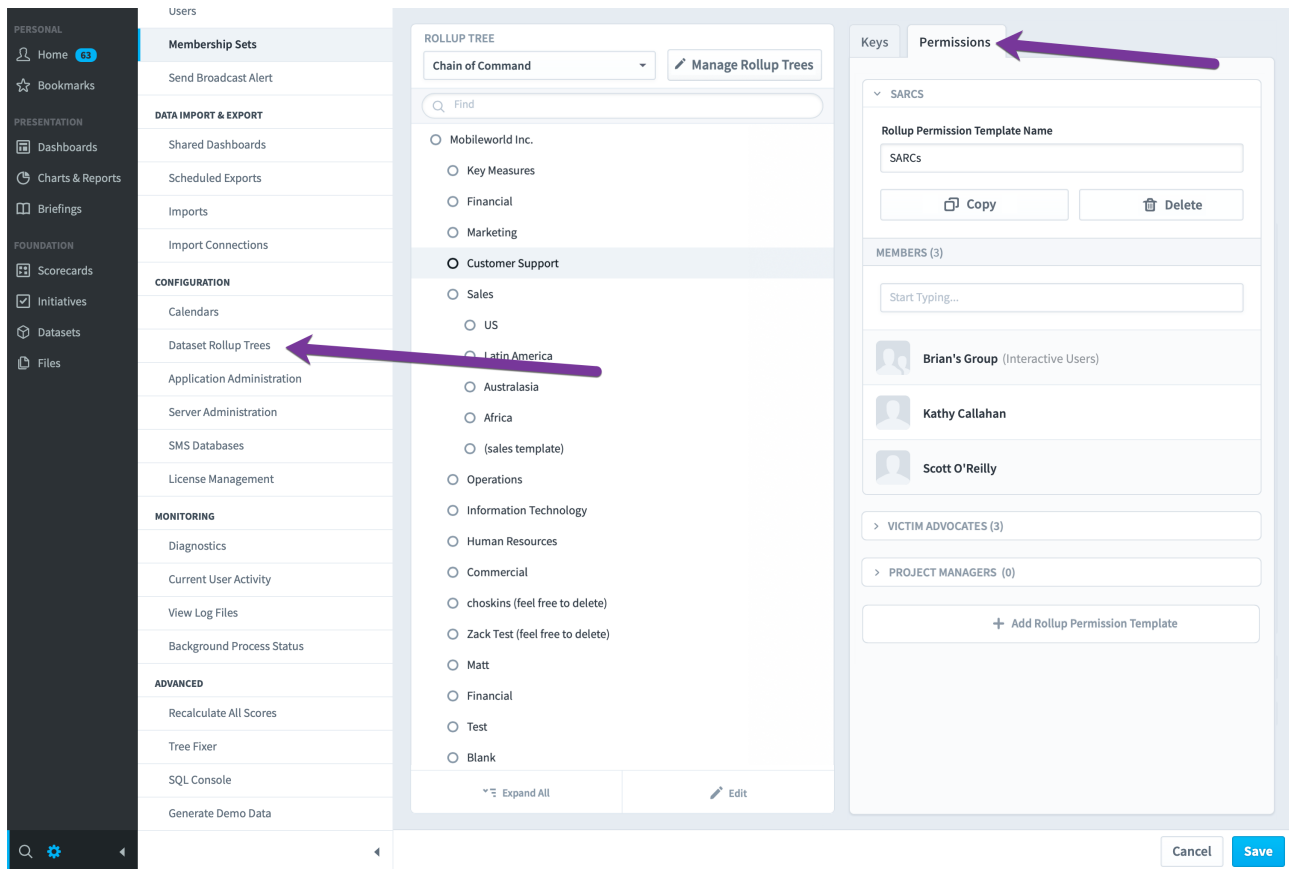 PERSONAL
Home 63
Bookmarks
PRESENTATION
Dashboards
Charts & Reports
Briefings
FOUNDATION
Scorecards
Initiatives
Datasets
Files
Users
Membership Sets
Send Broadcast Alert
DATA IMPORT & EXPORT
Shared Dashboards
Scheduled Exports
Imports
Import Connections
CONFIGURATION
Calendars
Dataset Rollup Trees
Application Administration
Server Administration
SMS Databases
License Management
MONITORING
Diagnostics
Current User Activity
View Log Files
Background Process Status
ADVANCED
Recalculate All Scores
Tree Fixer
SQL Console
Generate Demo Data
ROLLUP TREE
Chain of Command
Manage Rollup Trees
Find
Mobileworld Inc.
Key Measures
Financial
Marketing
Customer Support
Sales
US
Latin America
Australasia
Africa
(sales template)
Operations
Information Technology
Human Resources
Commercial
choskins (feel free to delete)
Zack Test (feel free to delete)
Matt
Financial
Test
Blank
Expand All
Edit
Keys
Permissions
SARCS
Rollup Permission Template Name
SARCs
Copy
Delete
MEMBERS (3)
Start Typing...
Brian's Group (Interactive Users)
Kathy Callahan
Scott O'Reilly
VICTIM ADVOCATES (3)
PROJECT MANAGERS (0)
Add Rollup Permission Template
Cancel
Save